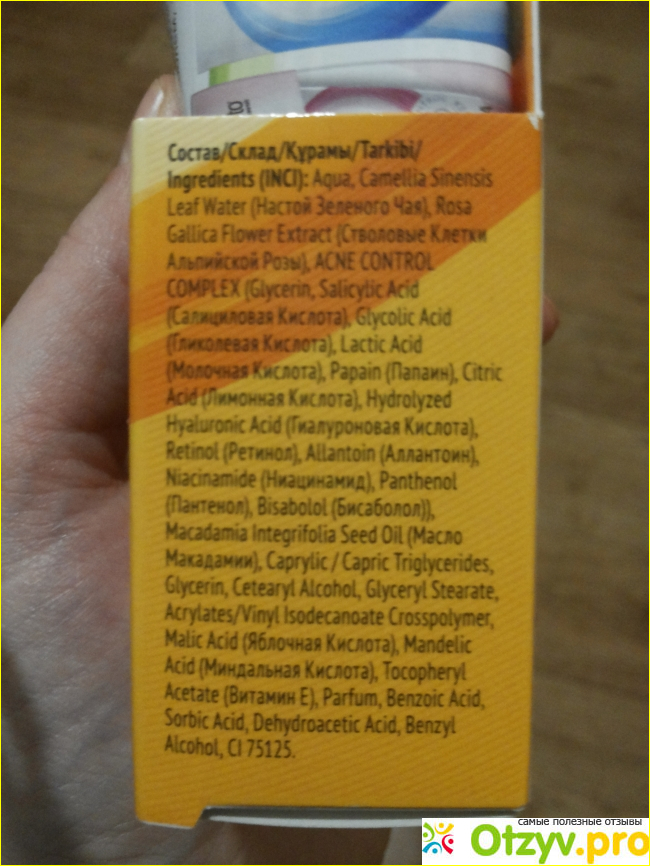 Состав/Склад/Құрамы/Tarkibi/
Ingredients (INCI): Aqua, Camellia Sinensis
Leaf Water (Настой Зеленого Чая), Rosa
Gallica Flower Extract (Стволовые Клетки
Альпийской Розы), ACNE CONTROL
COMPLEX (Glycerin, Salicylic Acid
(Салициловая Кислота), Glycolic Acid
(Гликолевая Кислота), Lactic Acid
(Молочная Кислота), Papain (Папаин), Citric
Acid (Лимонная Кислота), Hydrolyzed
Hyaluronic Acid (Гиалуроновая Кислота),
Retinol (Ретинол), Allantoin (Аллантоин),
Niacinamide (Ниацинамид), Panthenol
(Пантенол), Bisabolol (Бисаболол)),
Macadamia Integrifolia Seed Oil (Масло
Макадамии), Caprylic / Capric Triglycerides,
Glycerin, Cetearyl Alcohol, Glyceryl Stearate,
Acrylates/Vinyl Isodecanoate Crosspolymer,
Malic Acid (Яблочная Кислота), Mandelic
Acid (Миндальная Кислота), Tocopheryl
Acetate (Витамин Е), Parfum, Benzoic Acid,
Sorbic Acid, Dehydroacetic Acid, Benzyl
Alcohol, CI 75125.
самые полезные отзывы
Otzyv.pro